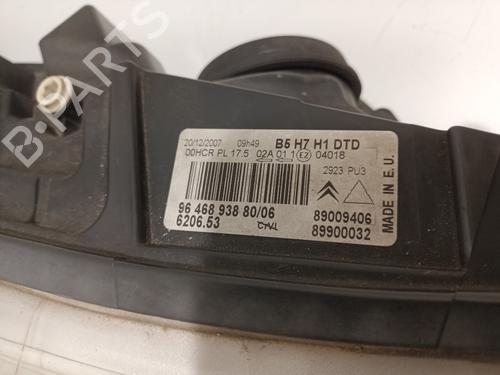 20/12/2007 09h49 B5 H7 H1 DTD
00HCR PL 17.5 02A 01 1 E2 04018
2923 PU3
96 468 938 80/06
6206.53
89009406
89900032
MADE IN E.U.
B-PARTS